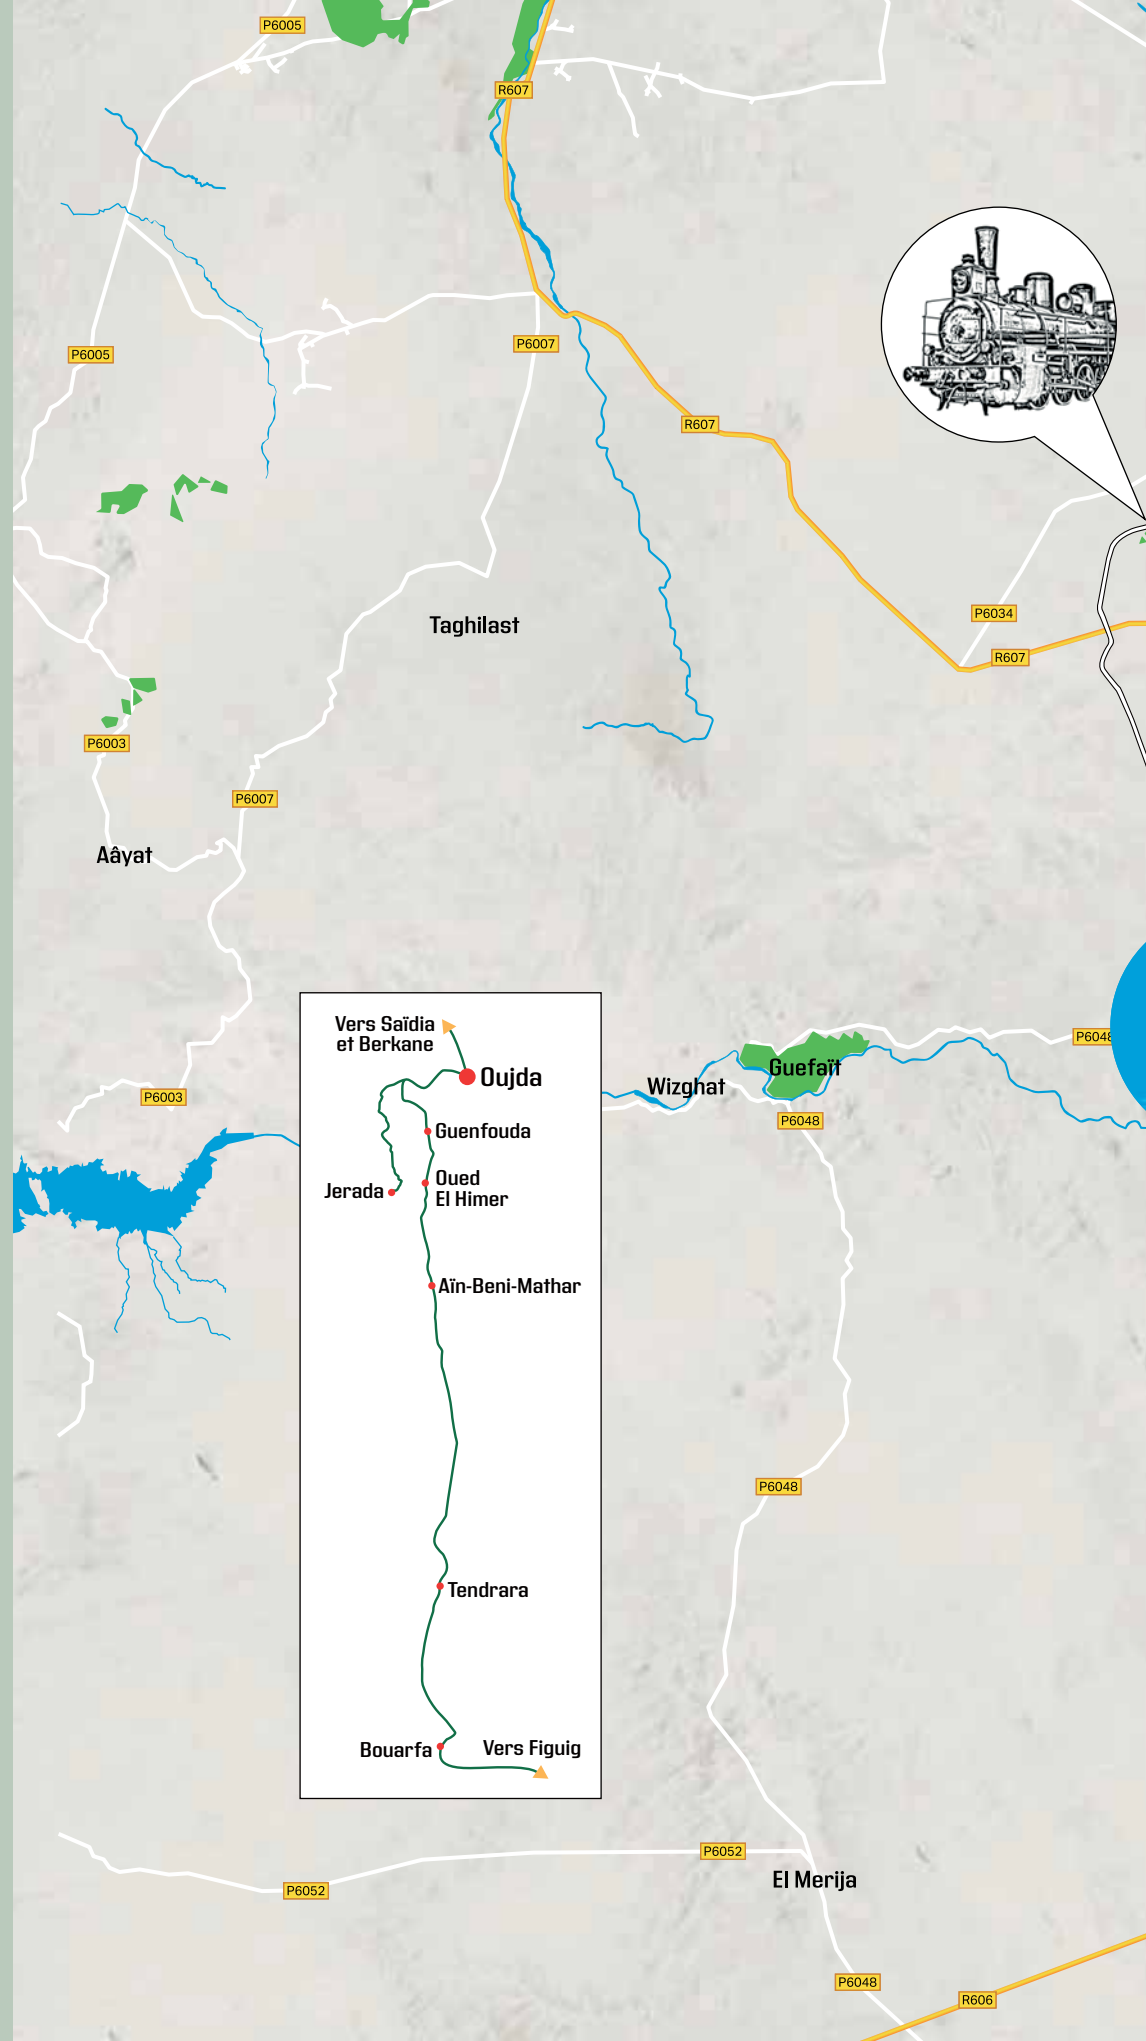 P6005
R607
P6007
P6005
R607
P6034
Taghilast
R607
P6003
P6007
Aâyat
Vers Saïdia
et Berkane
Oujda
P6048
Guefaït
Wizghat
P6003
P6048
Guenfouda
Oued
El Himer
Jerada
Aïn-Beni-Mathar
P6048
Tendrara
Bouarfa
Vers Figuig
P6052
El Merija
P6052
P6048
R606